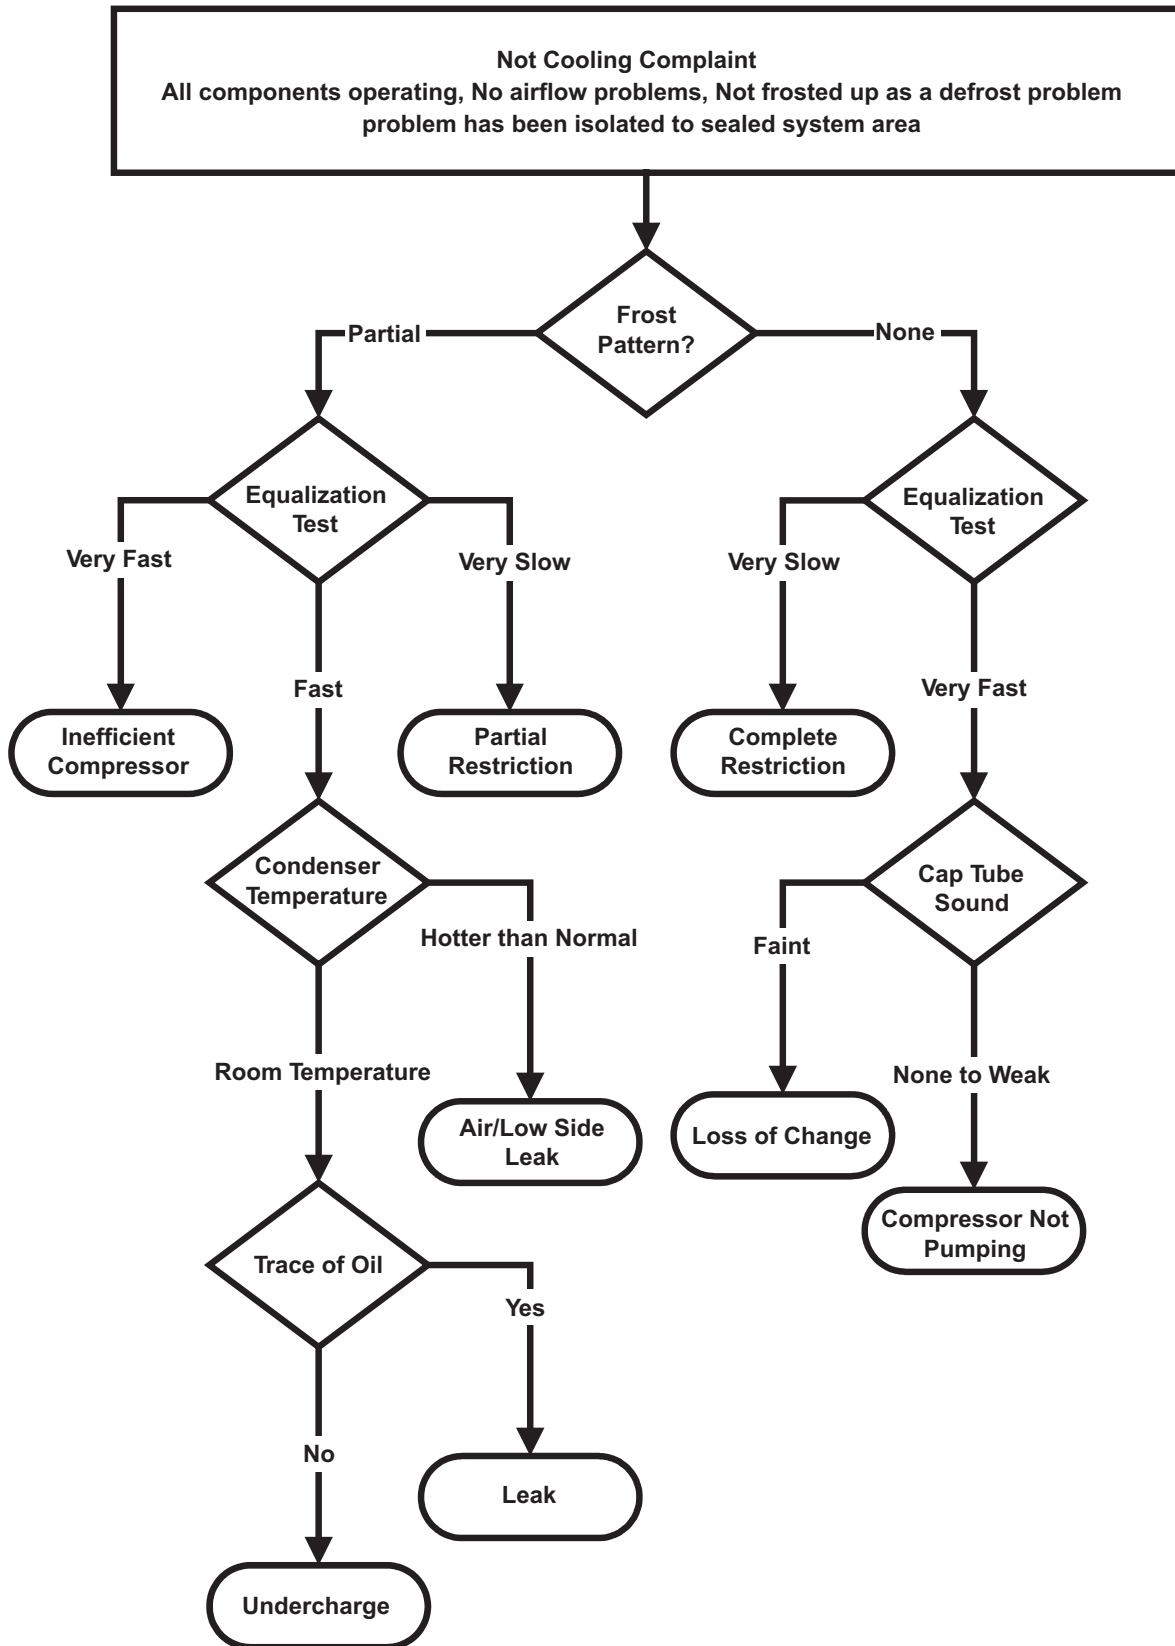 Not Cooling Complaint
All components operating, No airflow problems, Not frosted up as a defrost problem
problem has been isolated to sealed system area
Frost
Pattern?
Partial
None
Equalization
Test
Equalization
Test
Very Fast
Very Slow
Very Slow
Fast
Very Fast
Inefficient
Compressor
Partial
Restriction
Complete
Restriction
Condenser
Temperature
Cap Tube
Sound
Hotter than Normal
Faint
Room Temperature
None to Weak
Air/Low Side
Leak
Loss of Change
Compressor Not
Pumping
Trace of Oil
Yes
No
Leak
Undercharge